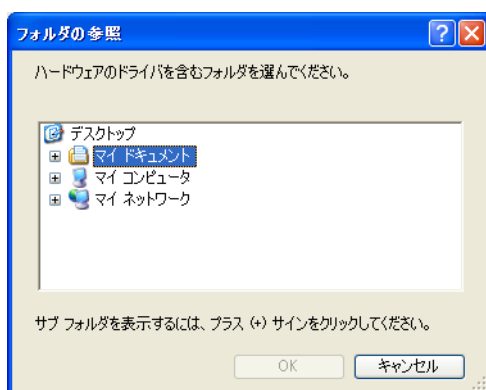 フォルダの参照
ハードウェアのドライバを含むフォルダを選んでください。
デスクトップ
マイ ドキュメント
マイ コンピュータ
マイ ネットワーク
サブ フォルダを表示するには、プラス (+) サインをクリックしてください。
OK キャンセル